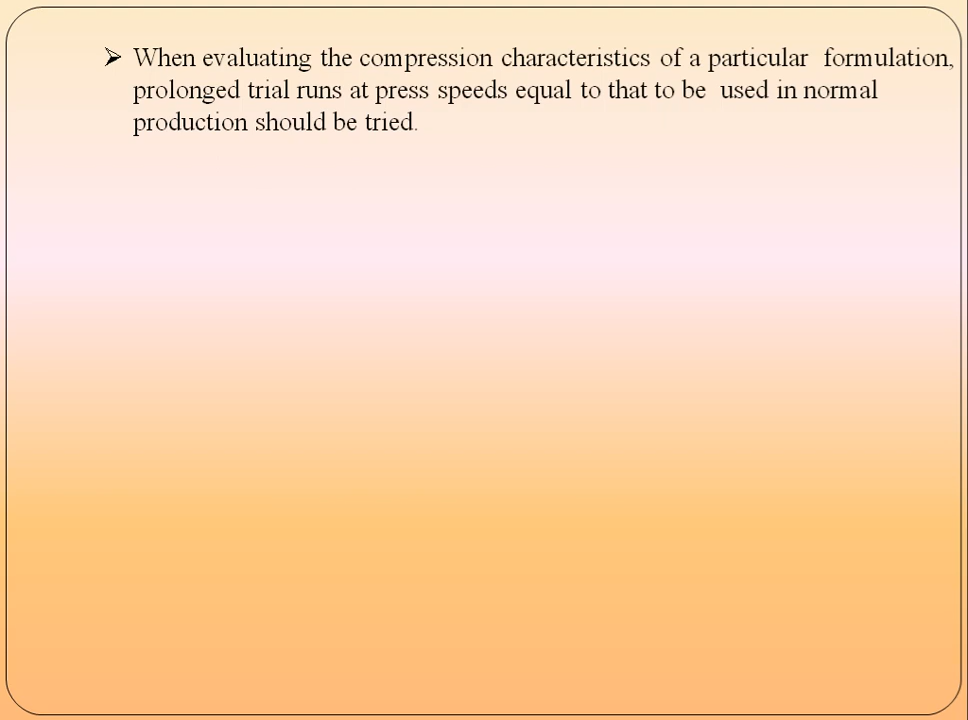 ➢ When evaluating the compression characteristics of a particular formulation,
prolonged trial runs at press speeds equal to that to be used in normal
production should be tried.